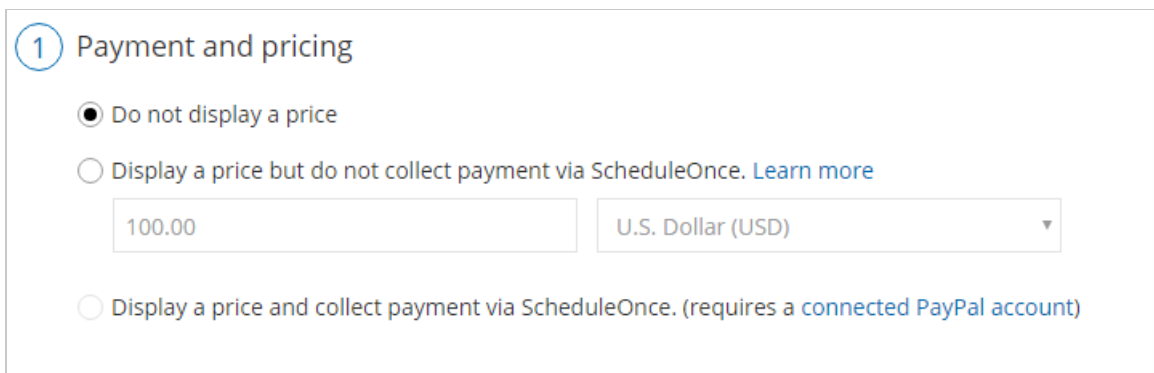 1 Payment and pricing
Do not display a price
Display a price but do not collect payment via ScheduleOnce. Learn more
100.00 U.S. Dollar (USD)
Display a price and collect payment via ScheduleOnce. (requires a connected PayPal account)